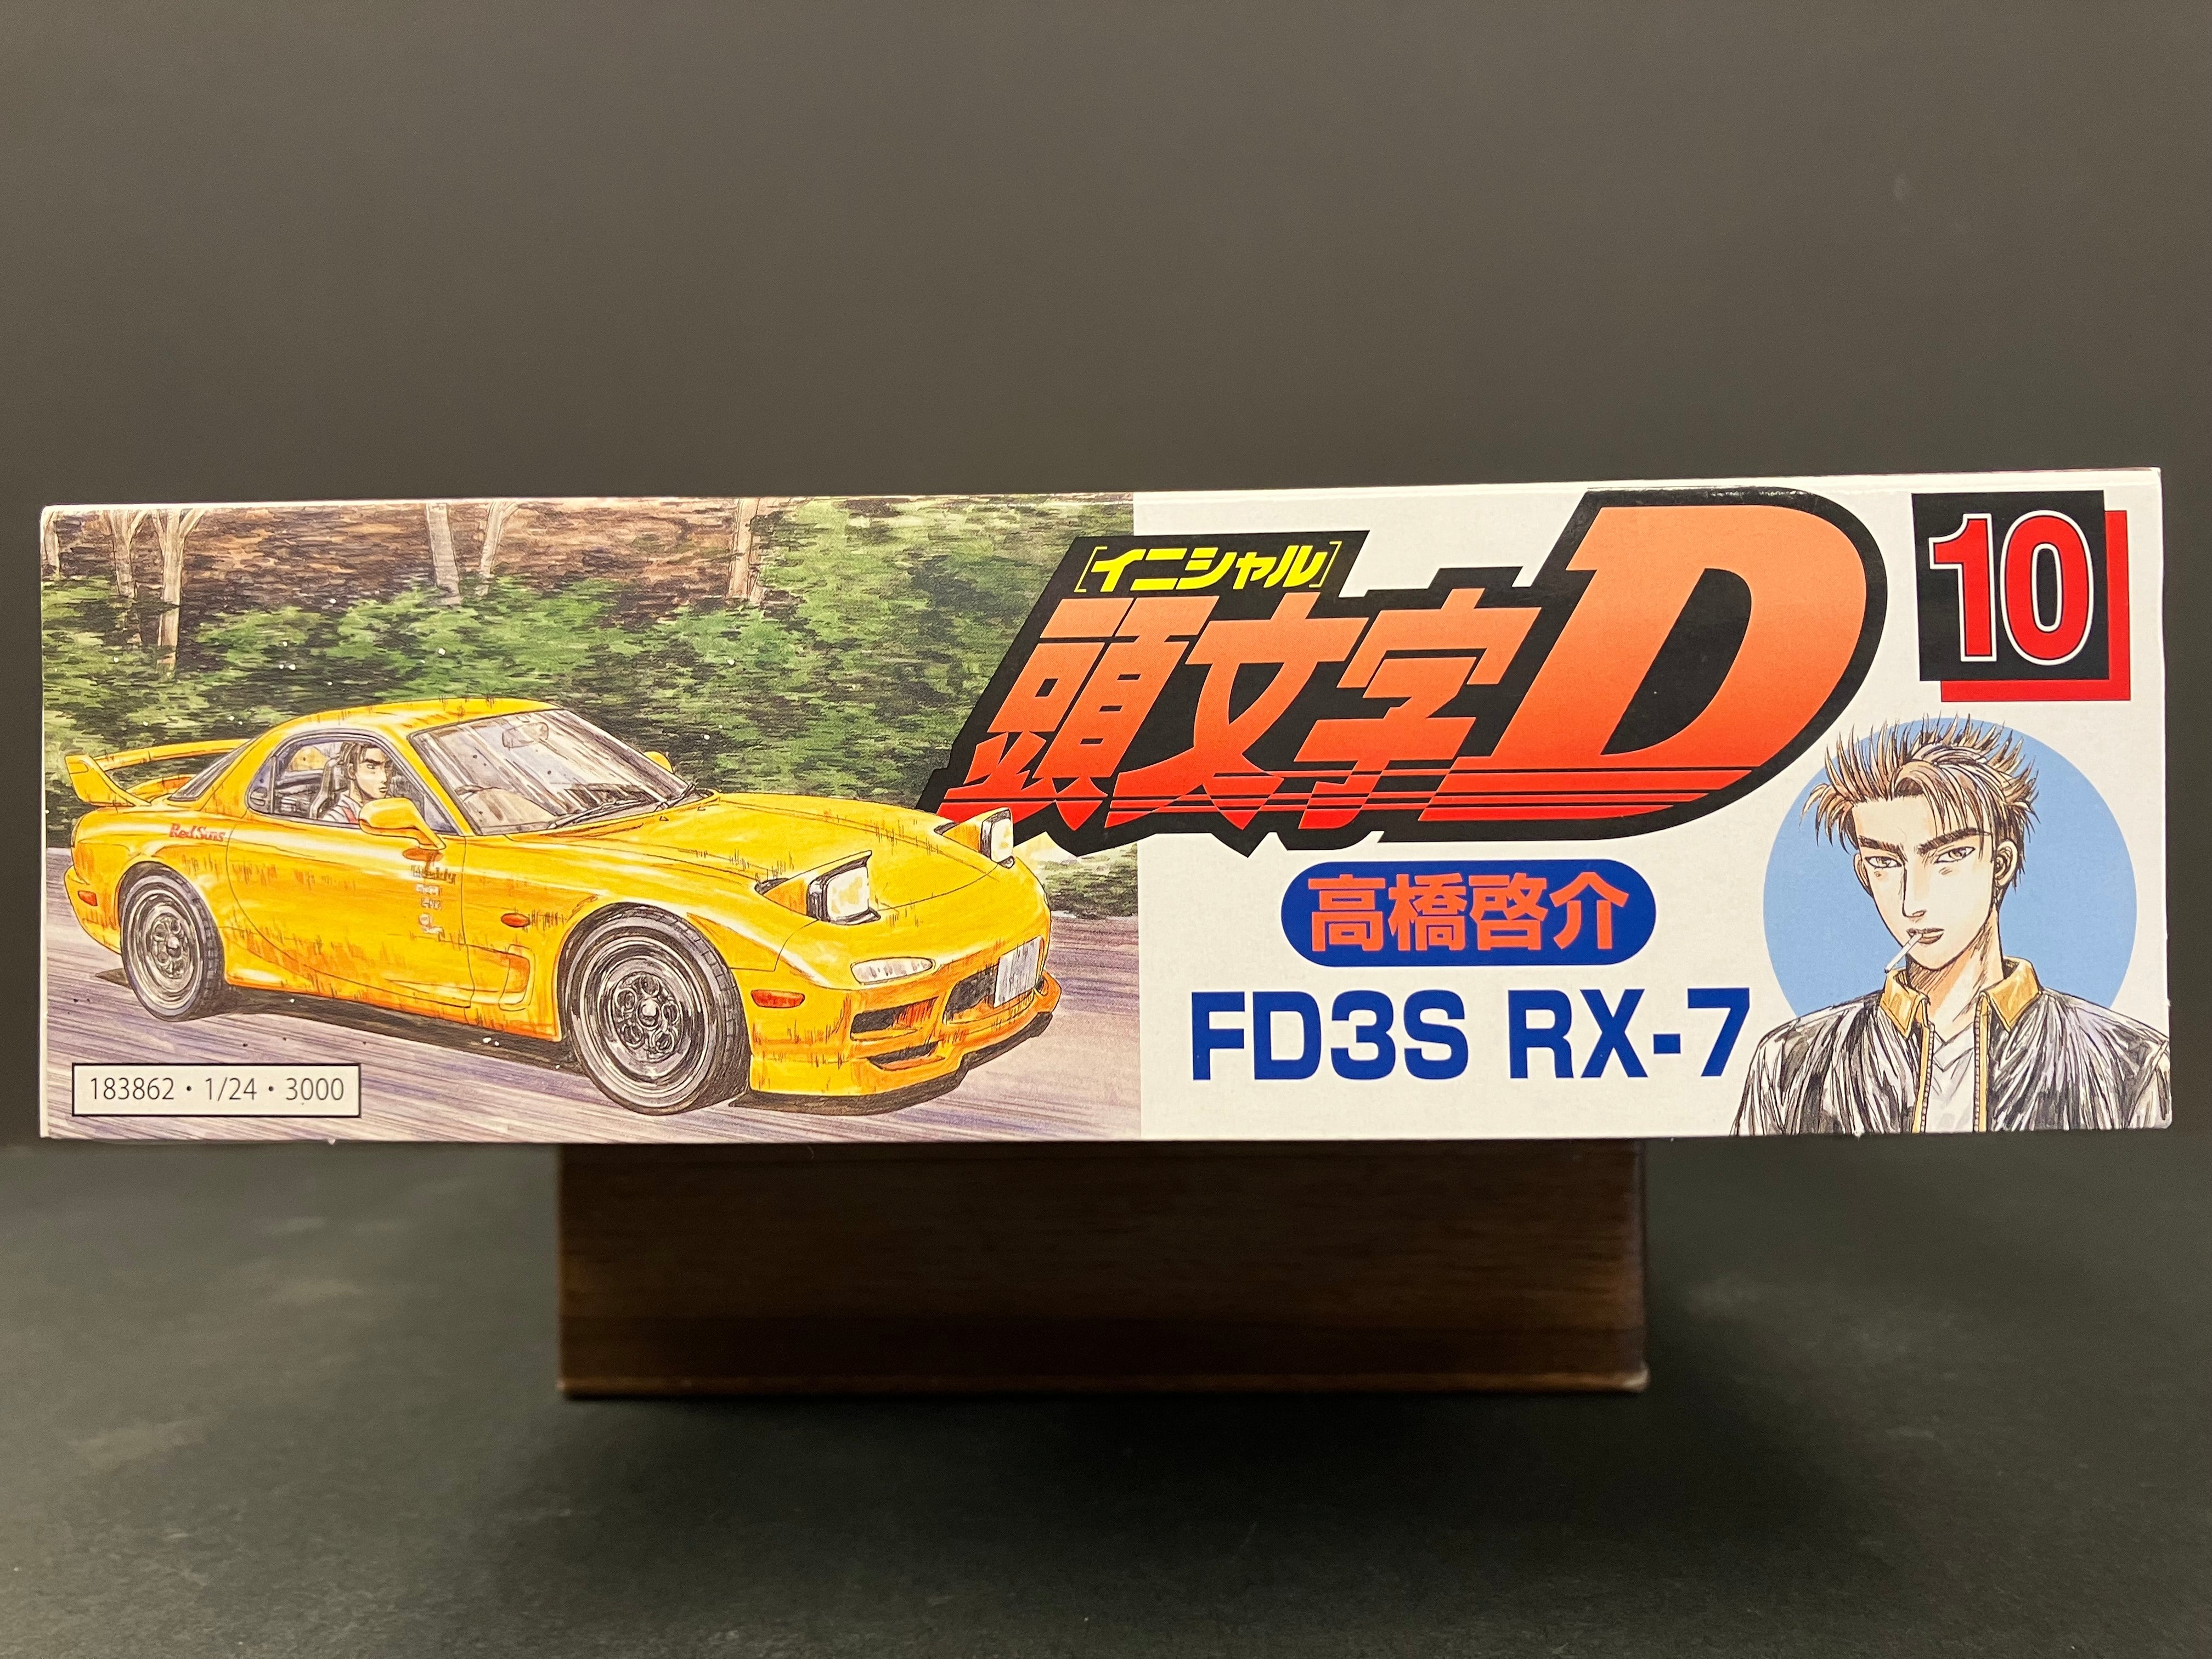 [イニシャル]
頭文字D
10
高橋啓介
FD3S RX-7
RedSuns
183862・1/24・3000